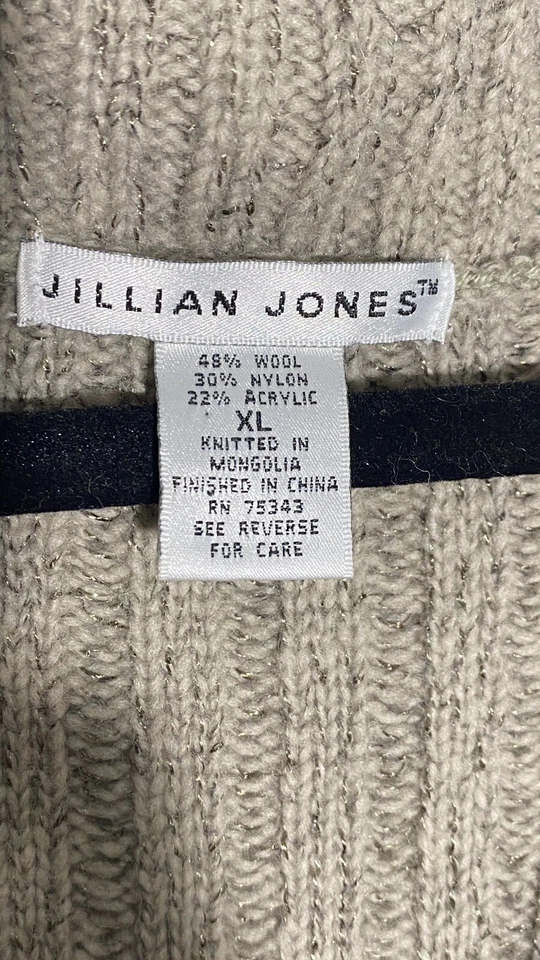 JILLIAN JONES™
48% WOOL
30% NYLON
22% ACRYLIC
XL
KNITTED IN
MONGOLIA
FINISHED IN CHINA
RN 75343
SEE REVERSE
FOR CARE